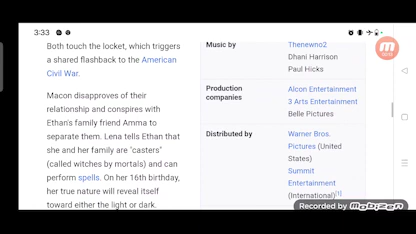 3:33
00:03
Both touch the locket, which triggers
a shared flashback to the American
Civil War.
Macon disapproves of their
relationship and conspires with
Ethan's family friend Amma to
separate them. Lena tells Ethan that
she and her family are "casters"
(called witches by mortals) and can
perform spells. On her 16th birthday,
her true nature will reveal itself
toward either the light or dark.
Music by
Thenewno2
Dhani Harrison
Paul Hicks
Production
companies
Alcon Entertainment
3 Arts Entertainment
Belle Pictures
Distributed by
Warner Bros.
Pictures (United
States)
Summit
Entertainment
(International)[1]
Recorded by Mobizen